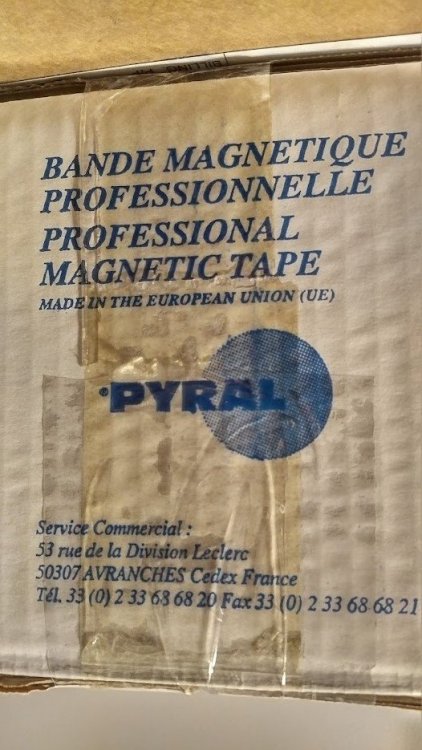 BANDE MAGNETIQUE
PROFESSIONNELLE
PROFESSIONAL
MAGNETIC TAPE
MADE IN THE EUROPEAN UNION (UE)
®PYRAL
Service Commercial :
53 rue de la Division Leclerc
50307 AVRANCHES Cedex France
Tél. 33 (0) 2 33 68 68 20 Fax 33 (0) 2 33 68 68 21